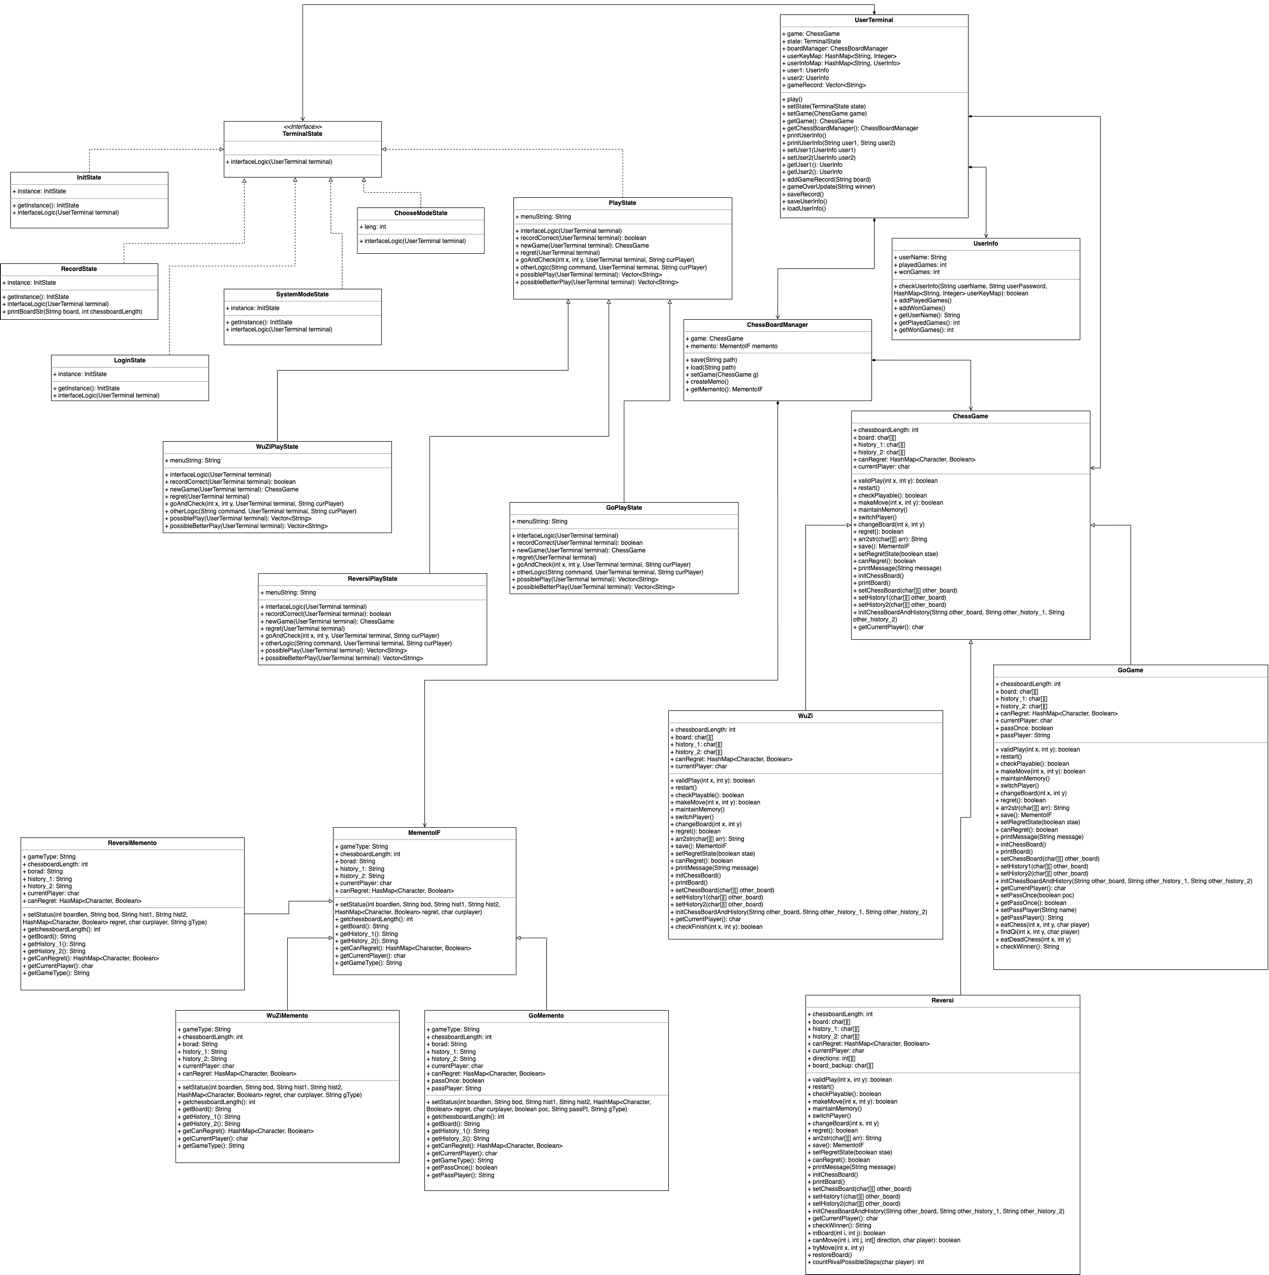 UserTerminal
+ game: ChessGame
+ state: TerminalState
+ boardManager: ChessBoardManager
+ userKeyMap: HashMap<String, Integer>
+ userInfoMap: HashMap<String, UserInfo>
+ user1: UserInfo
+ user2: UserInfo
+ gameRecord: Vector<String>
+ play()
+ setState(TerminalState state)
+ setGame(ChessGame game)
+ getGame(): ChessGame
+ getChessBoardManager(): ChessBoardManager
+ printUserInfo()
+ printUserInfo(String user1, String user2)
+ setUser1(UserInfo user1)
+ setUser2(UserInfo user2)
+ getUser1(): UserInfo
+ getUser2(): UserInfo
+ addGameRecord(String board)
+ gameOverUpdate(String winner)
+ saveRecord()
+ saveUserInfo()
+ loadUserInfo()
<<Interface>>
TerminalState
+ interfaceLogic(UserTerminal terminal)
InitState
+ instance: InitState
+ getInstance(): InitState
+ interfaceLogic(UserTerminal terminal)
ChooseModeState
+ leng: int
+ interfaceLogic(UserTerminal terminal)
PlayState
+ menuString: String
+ interfaceLogic(UserTerminal terminal)
+ recordCorrect(UserTerminal terminal): boolean
+ newGame(UserTerminal terminal): ChessGame
+ regret(UserTerminal terminal)
+ goAndCheck(int x, int y, UserTerminal terminal, String curPlayer)
+ otherLogic(String command, UserTerminal terminal, String curPlayer)
+ possiblePlay(UserTerminal terminal): Vector<String>
+ possibleBetterPlay(UserTerminal terminal): Vector<String>
UserInfo
+ userName: String
+ playedGames: int
+ wonGames: int
+ checkUserInfo(String userName, String userPassword,
HashMap<String, Integer> userKeyMap): boolean
+ addPlayedGames()
+ addWonGames()
+ getUserName(): String
+ getPlayedGames(): int
+ getWonGames(): int
RecordState
+ instance: InitState
+ getInstance(): InitState
+ interfaceLogic(UserTerminal terminal)
+ printBoardStr(String board, int chessboardLength)
SystemModeState
+ instance: InitState
+ getInstance(): InitState
+ interfaceLogic(UserTerminal terminal)
ChessBoardManager
+ game: ChessGame
+ memento: MementoIF memento
+ save(String path)
+ load(String path)
+ setGame(ChessGame g)
+ createMemo()
+ getMemento(): MementoIF
LoginState
+ instance: InitState
+ getInstance(): InitState
+ interfaceLogic(UserTerminal terminal)
ChessGame
+ chessboardLength: int
+ board: char[][]
+ history_1: char[][]
+ history_2: char[][]
+ canRegret: HashMap<Character, Boolean>
+ currentPlayer: char
+ validPlay(int x, int y): boolean
+ restart()
+ checkPlayable(): boolean
+ makeMove(int x, int y): boolean
+ maintainMemory()
+ switchPlayer()
+ changeBoard(int x, int y)
+ regret(): boolean
+ arr2str(char[][] arr): String
+ save(): MementoIF
+ setRegretState(boolean stae)
+ canRegret(): boolean
+ printMessage(String message)
+ initChessBoard()
+ printBoard()
+ setChessBoard(char[][] other_board)
+ setHistory1(char[][] other_board)
+ setHistory2(char[][] other_board)
+ initChessBoardAndHistory(String other_board, String other_history_1, String
other_history_2)
+ getCurrentPlayer(): char
WuZIPlayState
+ menuString: String
+ interfaceLogic(UserTerminal terminal)
+ recordCorrect(UserTerminal terminal): boolean
+ newGame(UserTerminal terminal): ChessGame
+ regret(UserTerminal terminal)
+ goAndCheck(int x, int y, UserTerminal terminal, String curPlayer)
+ otherLogic(String command, UserTerminal terminal, String curPlayer)
+ possiblePlay(UserTerminal terminal): Vector<String>
+ possibleBetterPlay(UserTerminal terminal): Vector<String>
GoPlayState
+ menuString: String
+ interfaceLogic(UserTerminal terminal)
+ recordCorrect(UserTerminal terminal): boolean
+ newGame(UserTerminal terminal): ChessGame
+ regret(UserTerminal terminal)
+ goAndCheck(int x, int y, UserTerminal terminal, String curPlayer)
+ otherLogic(String command, UserTerminal terminal, String curPlayer)
+ possiblePlay(UserTerminal terminal): Vector<String>
+ possibleBetterPlay(UserTerminal terminal): Vector<String>
ReversiPlayState
+ menuString: String
+ interfaceLogic(UserTerminal terminal)
+ recordCorrect(UserTerminal terminal): boolean
+ newGame(UserTerminal terminal): ChessGame
+ regret(UserTerminal terminal)
+ goAndCheck(int x, int y, UserTerminal terminal, String curPlayer)
+ otherLogic(String command, UserTerminal terminal, String curPlayer)
+ possiblePlay(UserTerminal terminal): Vector<String>
+ possibleBetterPlay(UserTerminal terminal): Vector<String>
GoGame
+ chessboardLength: int
+ board: char[][]
+ history_1: char[][]
+ history_2: char[][]
+ canRegret: HashMap<Character, Boolean>
+ currentPlayer: char
+ passOnce: boolean
+ passPlayer: String
+ validPlay(int x, int y): boolean
+ restart()
+ checkPlayable(): boolean
+ makeMove(int x, int y): boolean
+ maintainMemory()
+ switchPlayer()
+ changeBoard(int x, int y)
+ regret(): boolean
+ arr2str(char[][] arr): String
+ save(): MementoIF
+ setRegretState(boolean stae)
+ canRegret(): boolean
+ printMessage(String message)
+ initChessBoard()
+ printBoard()
+ setChessBoard(char[][] other_board)
+ setHistory1(char[][] other_board)
+ setHistory2(char[][] other_board)
+ initChessBoardAndHistory(String other_board, String other_history_1, String other_history_2)
+ getCurrentPlayer(): char
+ setPassOnce(boolean poc)
+ getPassOnce(): boolean
+ setPassPlayer(String name)
+ getPassPlayer(): String
+ eatChess(int x, int y, char player)
+ findQi(int x, int y, char player)
+ eatDeadChess(int x, int y)
+ checkWinner(): String
WuZi
+ chessboardLength: int
+ board: char[][]
+ history_1: char[][]
+ history_2: char[][]
+ canRegret: HashMap<Character, Boolean>
+ currentPlayer: char
+ validPlay(int x, int y): boolean
+ restart()
+ checkPlayable(): boolean
+ makeMove(int x, int y): boolean
+ maintainMemory()
+ switchPlayer()
+ changeBoard(int x, int y)
+ regret(): boolean
+ arr2str(char[][] arr): String
+ save(): MementoIF
+ setRegretState(boolean stae)
+ canRegret(): boolean
+ printMessage(String message)
+ initChessBoard()
+ printBoard()
+ setChessBoard(char[][] other_board)
+ setHistory1(char[][] other_board)
+ setHistory2(char[][] other_board)
+ initChessBoardAndHistory(String other_board, String other_history_1, String other_history_2)
+ getCurrentPlayer(): char
+ checkFinish(int x, int y): boolean
MementoIF
+ gameType: String
+ chessboardLength: int
+ borad: String
+ history_1: String
+ history_2: String
+ currentPlayer: char
+ canRegret: HasMap<Character, Boolean>
+ setStatus(int boardlen, String bod, String hist1, String hist2,
HashMap<Character, Boolean> regret, char curplayer)
+ getchessboardLength(): int
+ getBoard(): String
+ getHistory_1(): String
+ getHistory_2(): String
+ getCanRegret(): HashMap<Character, Boolean>
+ getCurrentPlayer(): char
+ getGameType(): String
ReversiMemento
+ gameType: String
+ chessboardLength: int
+ borad: String
+ history_1: String
+ history_2: String
+ currentPlayer: char
+ canRegret: HasMap<Character, Boolean>
+ setStatus(int boardlen, String bod, String hist1, String hist2,
HashMap<Character, Boolean> regret, char curplayer, String gType)
+ getchessboardLength(): int
+ getBoard(): String
+ getHistory_1(): String
+ getHistory_2(): String
+ getCanRegret(): HashMap<Character, Boolean>
+ getCurrentPlayer(): char
+ getGameType(): String
WuZiMemento
+ gameType: String
+ chessboardLength: int
+ borad: String
+ history_1: String
+ history_2: String
+ currentPlayer: char
+ canRegret: HasMap<Character, Boolean>
+ setStatus(int boardlen, String bod, String hist1, String hist2,
HashMap<Character, Boolean> regret, char curplayer, String gType)
+ getchessboardLength(): int
+ getBoard(): String
+ getHistory_1(): String
+ getHistory_2(): String
+ getCanRegret(): HashMap<Character, Boolean>
+ getCurrentPlayer(): char
+ getGameType(): String
GoMemento
+ gameType: String
+ chessboardLength: int
+ borad: String
+ history_1: String
+ history_2: String
+ currentPlayer: char
+ canRegret: HasMap<Character, Boolean>
+ passOnce: boolean
+ passPlayer: String
+ setStatus(int boardlen, String bod, String hist1, String hist2, HashMap<Character,
Boolean> regret, char curplayer, boolean poc, String passPl, String gType)
+ getchessboardLength(): int
+ getBoard(): String
+ getHistory_1(): String
+ getHistory_2(): String
+ getCanRegret(): HashMap<Character, Boolean>
+ getCurrentPlayer(): char
+ getGameType(): String
+ getPassOnce(): boolean
+ getPassPlayer(): String
Reversi
+ chessboardLength: int
+ board: char[][]
+ history_1: char[][]
+ history_2: char[][]
+ canRegret: HashMap<Character, Boolean>
+ currentPlayer: char
+ directions: int[][]
+ board_backup: char[][]
+ validPlay(int x, int y): boolean
+ restart()
+ checkPlayable(): boolean
+ makeMove(int x, int y): boolean
+ maintainMemory()
+ switchPlayer()
+ changeBoard(int x, int y)
+ regret(): boolean
+ arr2str(char[][] arr): String
+ save(): MementoIF
+ setRegretState(boolean stae)
+ canRegret(): boolean
+ printMessage(String message)
+ initChessBoard()
+ printBoard()
+ setChessBoard(char[][] other_board)
+ setHistory1(char[][] other_board)
+ setHistory2(char[][] other_board)
+ initChessBoardAndHistory(String other_board, String other_history_1, String other_history_2)
+ getCurrentPlayer(): char
+ checkWinner(): String
+ inBoard(int i, int j): boolean
+ canMove(int i, int j, int[] direction, char player): boolean
+ tryMove(int x, int y)
+ restoreBoard()
+ countRivalPossibleSteps(char player): int